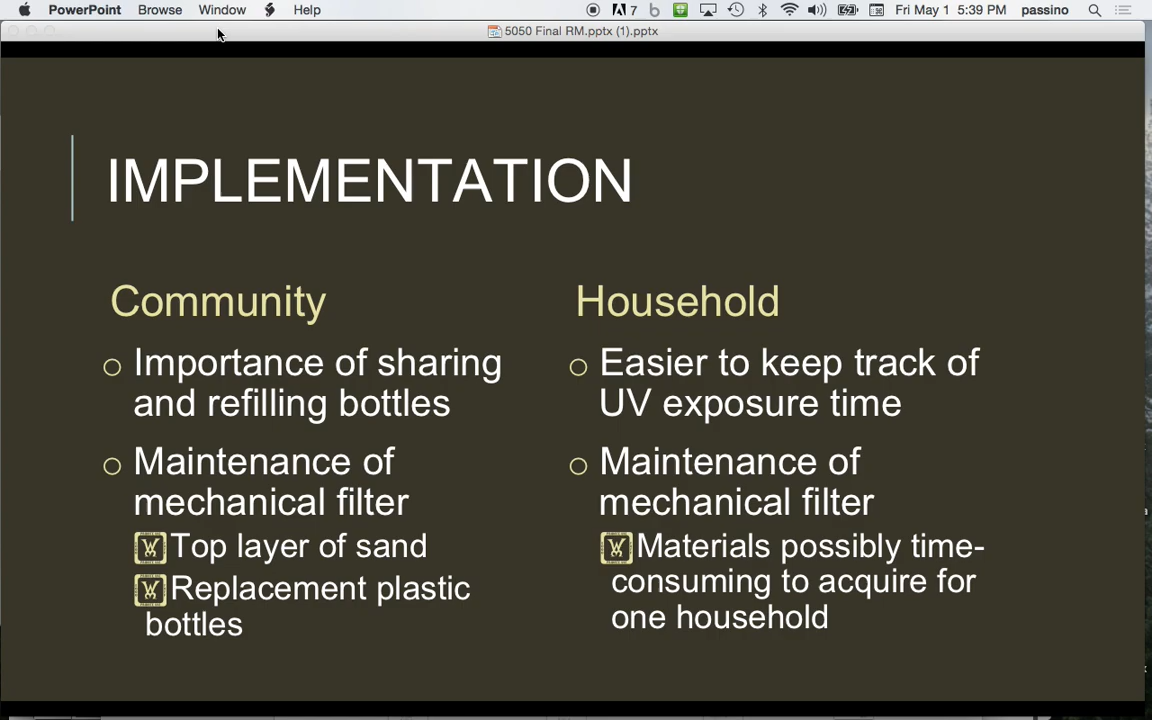 PowerPoint Browse Window Help 7 Fri May 1 5:39 PM passino
5050 Final RM.pptx (1).pptx
IMPLEMENTATION
Community
Importance of sharing
and refilling bottles
Maintenance of
mechanical filter
Top layer of sand
Replacement plastic
bottles
Household
Easier to keep track of
UV exposure time
Maintenance of
mechanical filter
Materials possibly time-
consuming to acquire for
one household